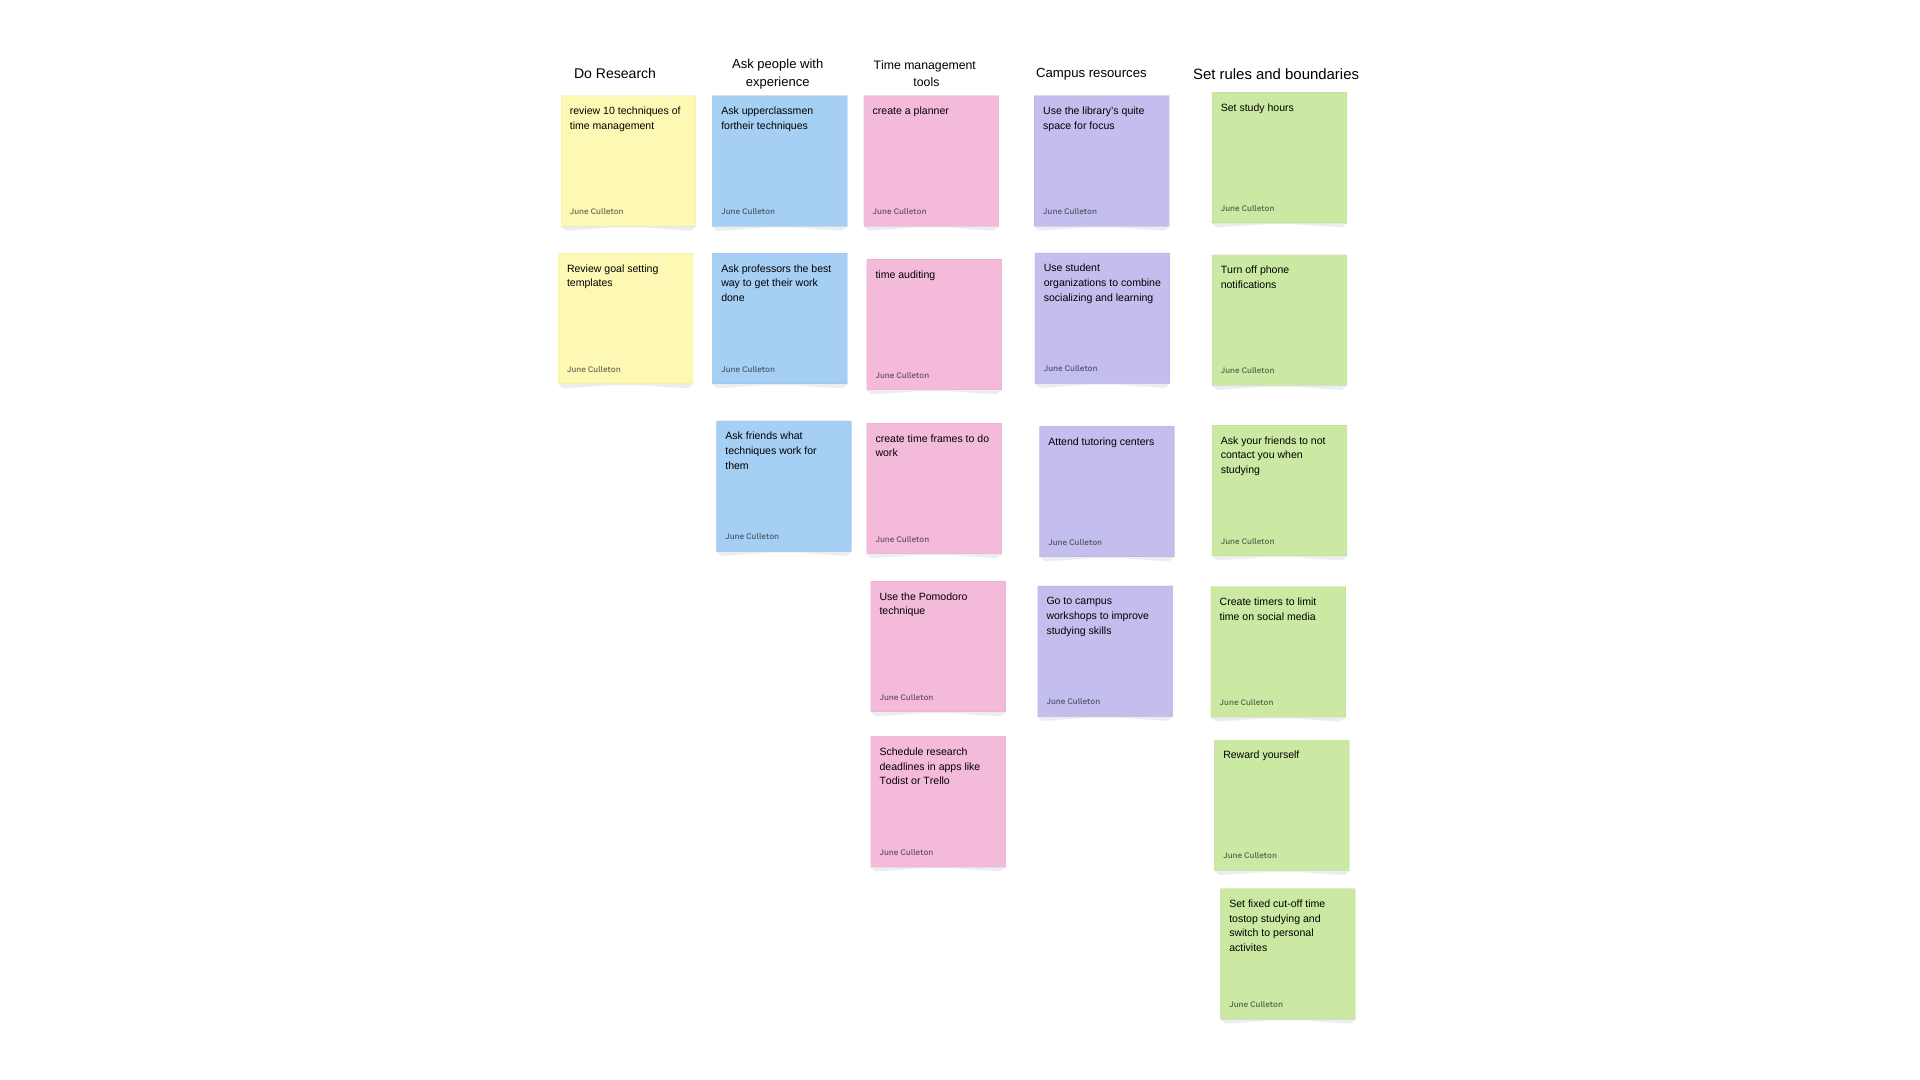 Do Research
review 10 techniques of
time management
June Culleton
Review goal setting
templates
June Culleton
Ask people with
experience
Ask upperclassmen
fortheir techniques
June Culleton
Ask professors the best
way to get their work
done
June Culleton
Ask friends what
techniques work for
them
June Culleton
Time management
tools
create a planner
June Culleton
time auditing
June Culleton
create time frames to do
work
June Culleton
Use the Pomodoro
technique
June Culleton
Schedule research
deadlines in apps like
Todist or Trello
June Culleton
Campus resources
Use the library's quite
space for focus
June Culleton
Use student
organizations to combine
socializing and learning
June Culleton
Attend tutoring centers
June Culleton
Go to campus
workshops to improve
studying skills
June Culleton
Set rules and boundaries
Set study hours
June Culleton
Turn off phone
notifications
June Culleton
Ask your friends to not
contact you when
studying
June Culleton
Create timers to limit
time on social media
June Culleton
Reward yourself
June Culleton
Set fixed cut-off time
tostop studying and
switch to personal
activites
June Culleton